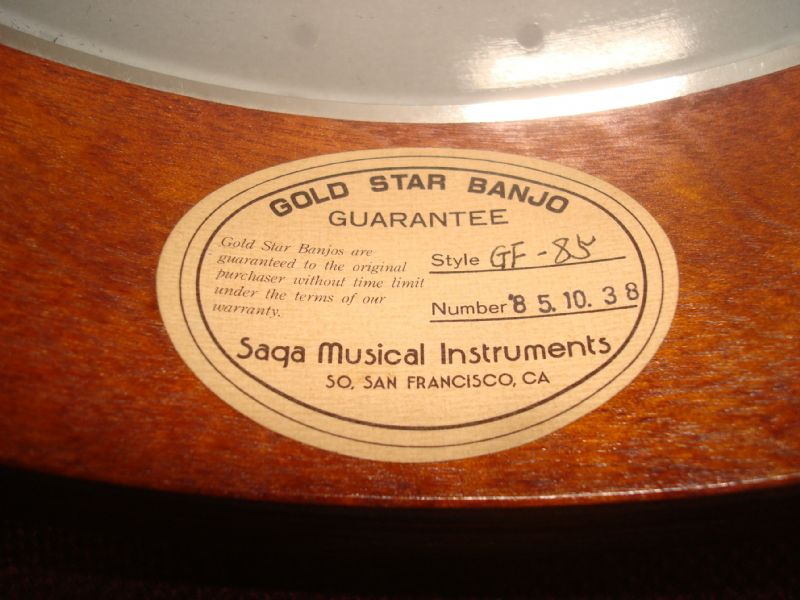 GOLD STAR BANJO
GUARANTEE
Gold Star Banjos are
guaranteed to the original
purchaser without time limit
under the terms of our
warranty.
Style GF-85
Number '8 5.10.3 8
Saga Musical Instruments
SO. SAN FRANCISCO, CA